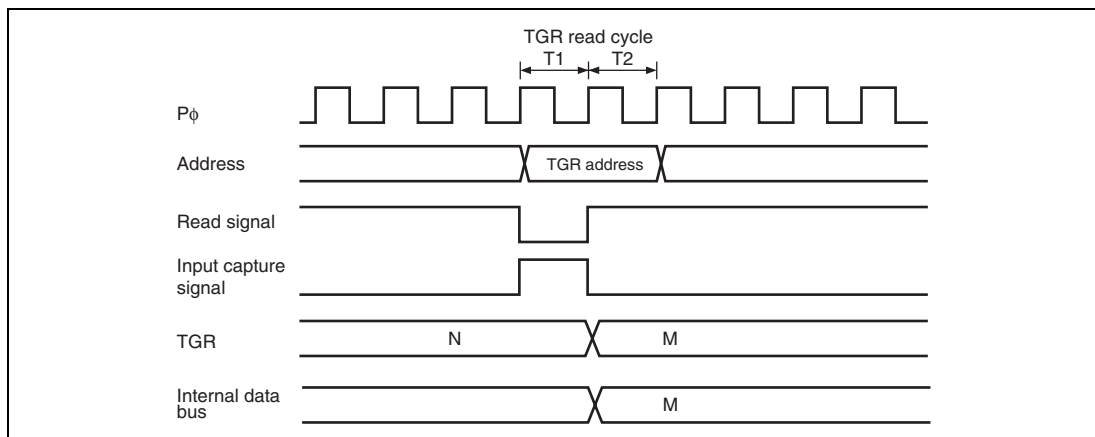 TGR read cycle
T1 T2
Pφ
Address
TGR address
Read signal
Input capture
signal
TGR
N
M
Internal data
bus
M